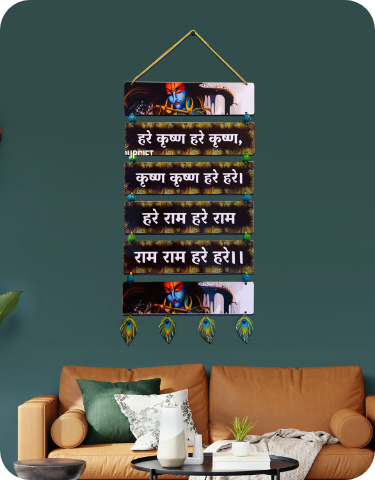 हरे कृष्ण हरे कृष्ण,
कृष्ण कृष्ण हरे हरे।
हरे राम हरे राम
राम राम हरे हरे।।